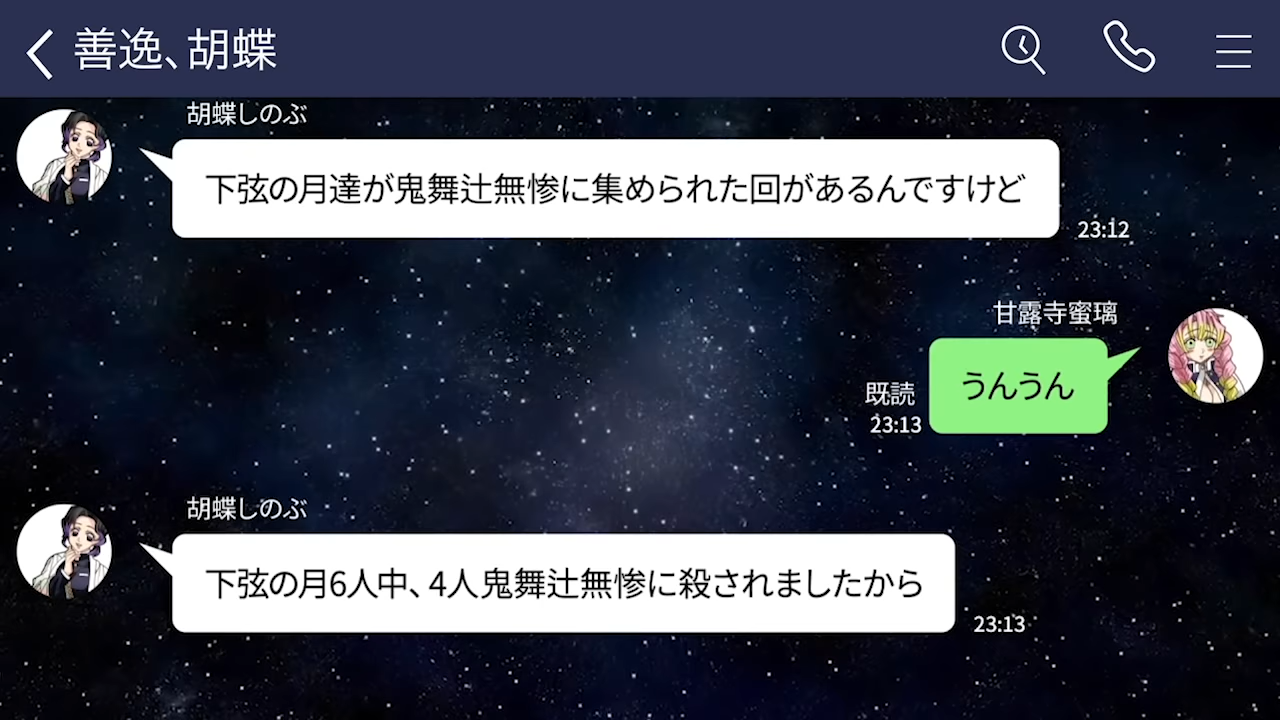 善逸、胡蝶
胡蝶しのぶ
下弦の月達が鬼舞辻無惨に集められた回があるんですけど
23:12
甘露寺蜜璃
うんうん
既読
23:13
胡蝶しのぶ
下弦の月6人中、4人鬼舞辻無惨に殺されましたから
23:13